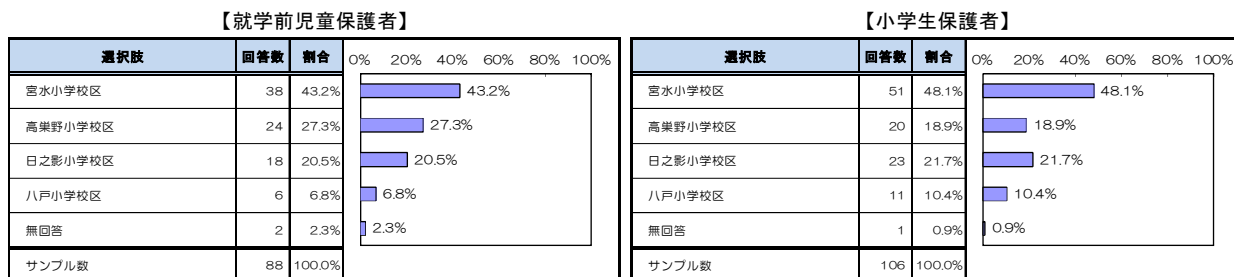 【就学前児童保護者】
選択肢 回答数 割合
0% 20% 40% 60% 80% 100%
宮水小学校区 38 43.2% 43.2%
高巣野小学校区 24 27.3% 27.3%
日之影小学校区 18 20.5% 20.5%
八戸小学校区 6 6.8% 6.8%
無回答 2 2.3% 2.3%
サンプル数 88 100.0%
【小学生保護者】
選択肢 回答数 割合
0% 20% 40% 60% 80% 100%
宮水小学校区 51 48.1% 48.1%
高巣野小学校区 20 18.9% 18.9%
日之影小学校区 23 21.7% 21.7%
八戸小学校区 11 10.4% 10.4%
無回答 1 0.9% 0.9%
サンプル数 106 100.0%